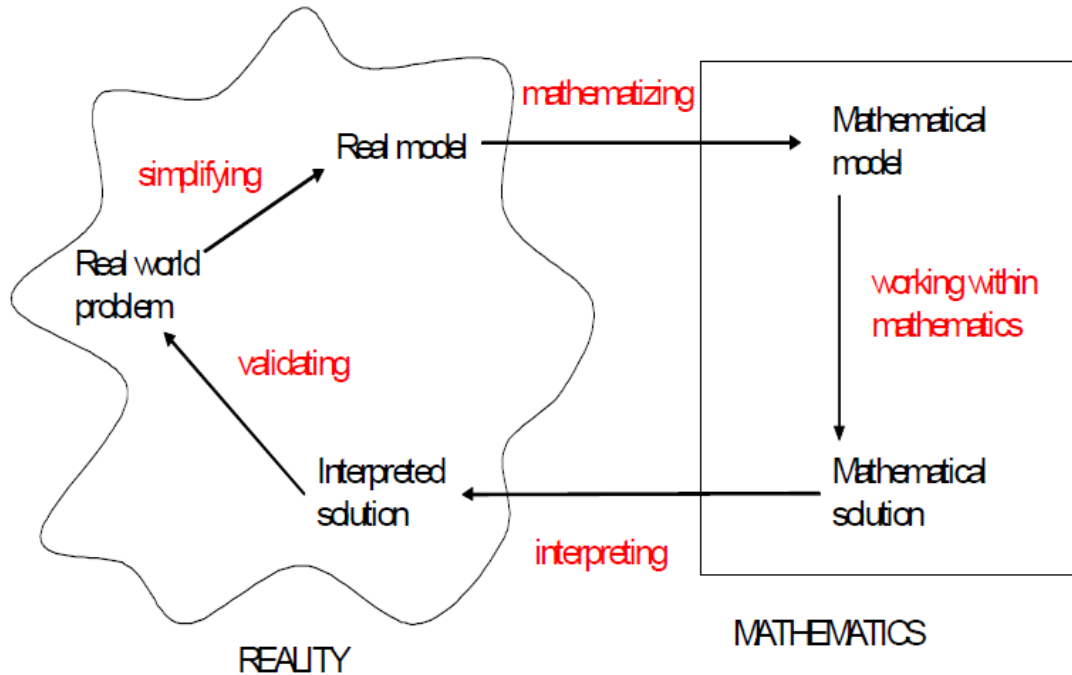 mathematizing
Mathematical
model
Real model
simplifying
Real world
problem
working within
mathematics
validating
Interpreted
solution
Mathematical
solution
interpreting
MATHEMATICS
REALITY